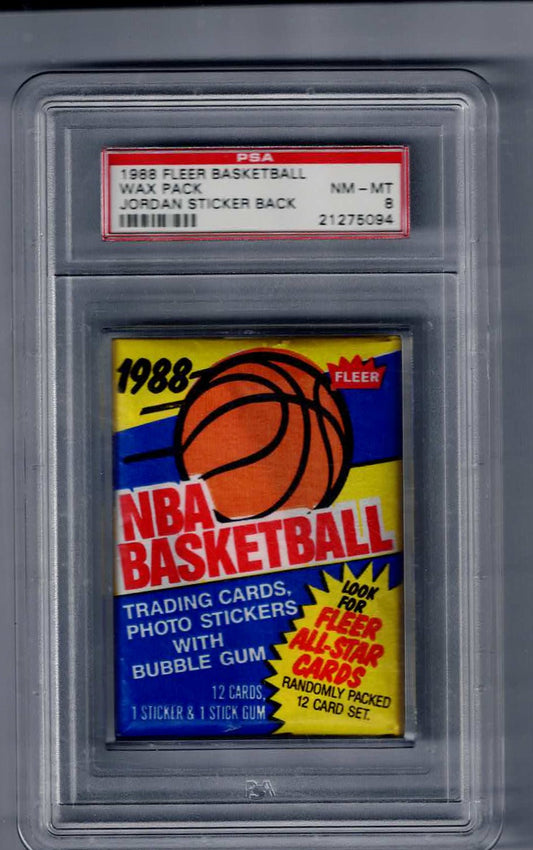 PSA
1988 FLEER BASKETBALL
WAX PACK NM - MT
JORDAN STICKER BACK 8
21275094
1988
FLEER
NBA
BASKETBALL
TRADING CARDS,
PHOTO STICKERS
WITH
BUBBLE GUM
12 CARDS,
1 STICKER & 1 STICK GUM
LOOK
FOR
FLEER
ALL-STAR
CARDS
RANDOMLY PACKED
12 CARD SET.
PSA